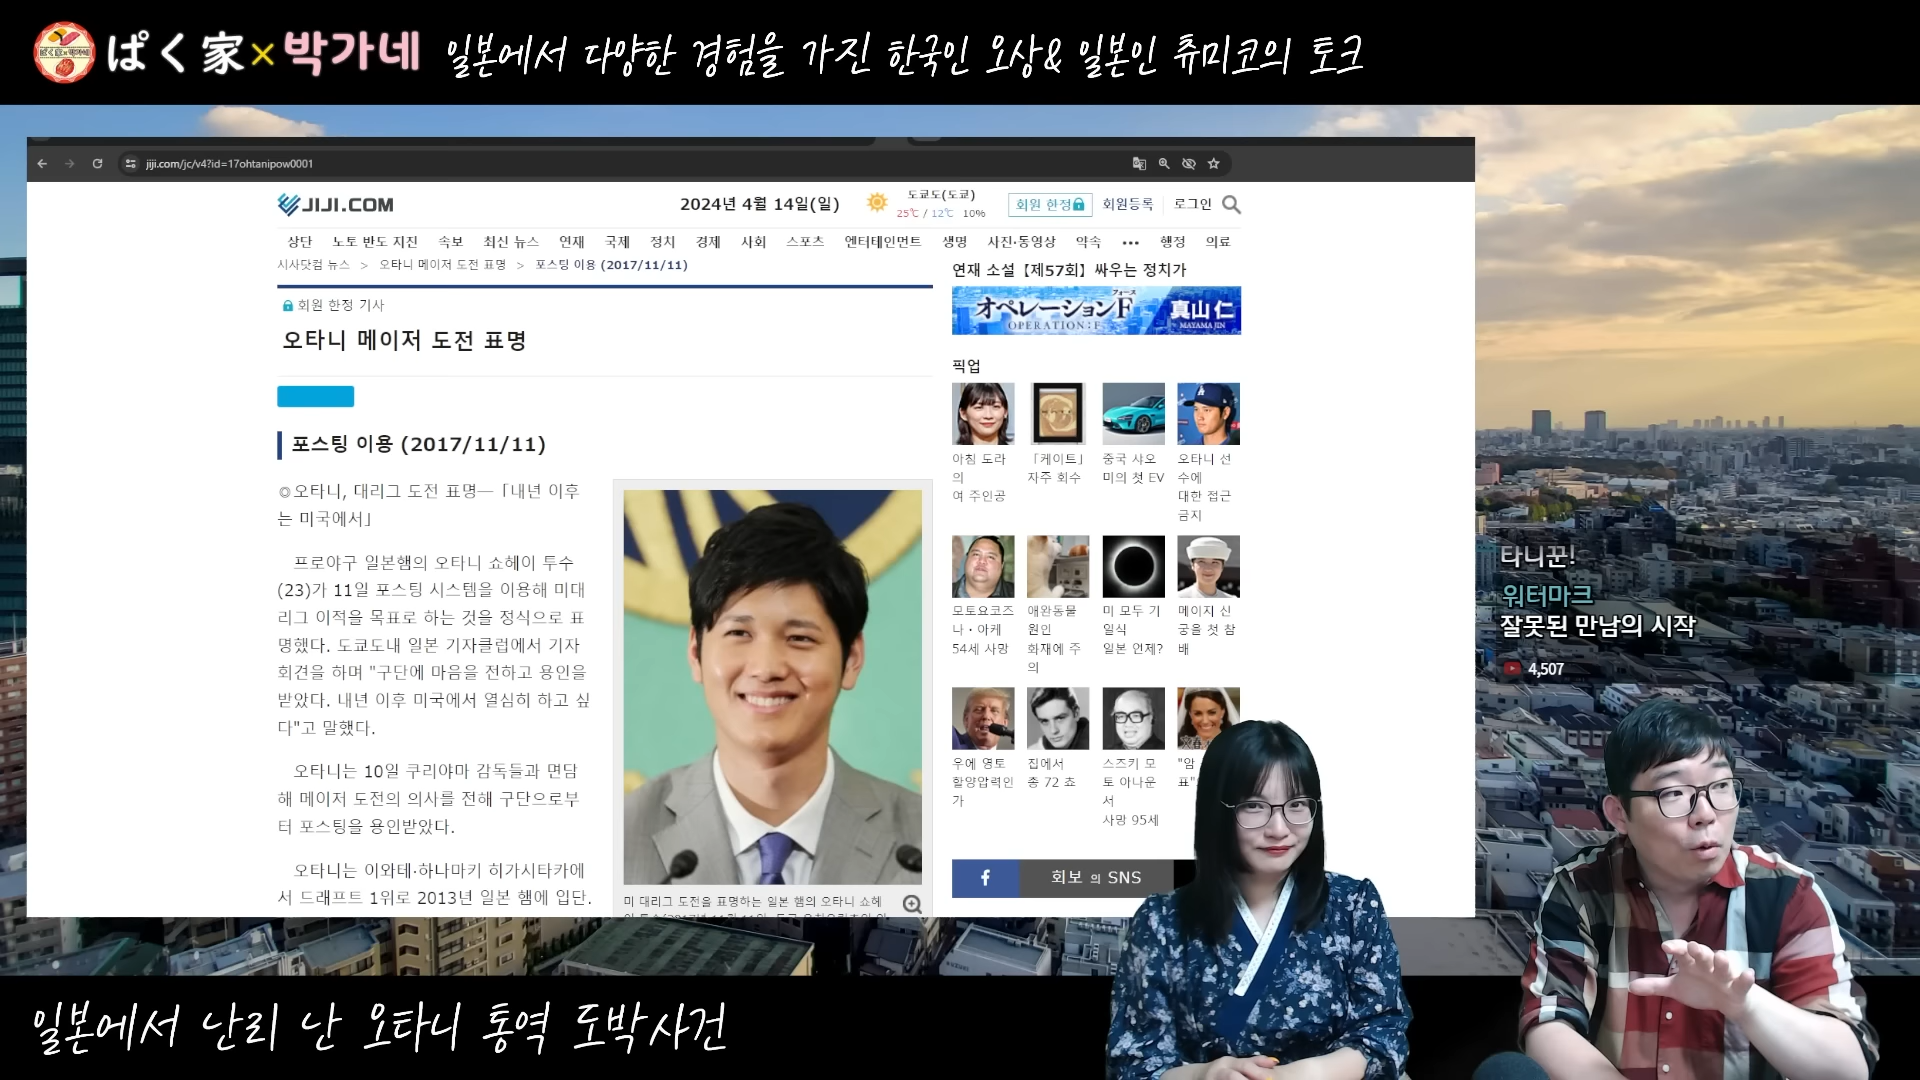 ぱく家×박가네
일본에서 다양한 경험을 가진 한국인 오상& 일본인 츄미코의 토크
jiji.com/jc/v4?id=17ohtanipow0001
JIJI.COM
2024년 4월 14일(일)
도쿄도(도쿄)
25℃ / 12℃ 10%
회원 한정
회원등록
로그인
상단 노토 반도 지진 속보 최신 뉴스 연재 국제 정치 경제 사회 스포츠 엔터테인먼트 생명 사진·동영상 약속 ••• 행정 의료
시사닷컴 뉴스 > 오타니 메이저 도전 표명 > 포스팅 이용 (2017/11/11)
회원 한정 기사
오타니 메이저 도전 표명
포스팅 이용 (2017/11/11)
◎오타니, 대리그 도전 표명―「내년 이후
는 미국에서」
프로야구 일본햄의 오타니 쇼헤이 투수
(23)가 11일 포스팅 시스템을 이용해 미대
리그 이적을 목표로 하는 것을 정식으로 표
명했다. 도쿄도내 일본 기자클럽에서 기자
회견을 하며 "구단에 마음을 전하고 용인을
받았다. 내년 이후 미국에서 열심히 하고 싶
다"고 말했다.
오타니는 10일 쿠리야마 감독들과 면담
해 메이저 도전의 의사를 전해 구단으로부
터 포스팅을 용인받았다.
오타니는 이와테·하나마키 히가시타카에
서 드래프트 1위로 2013년 일본 햄에 입단.
미 대리그 도전을 표명하는 일본 햄의 오타니 쇼헤
연재 소설【제57회】싸우는 정치가
オペレーションF
フォース
OPERATION:F
真山 仁
MAYAMA JIN
픽업
아침 드라
의
여 주인공
「케이트」
자주 회수
중국 샤오
미의 첫 EV
오타니 선
수에
대한 접근
금지
모토요코즈
나・아케
54세 사망
애완동물
원인
화재에 주
의
미 모두 기
일식
일본 언제?
메이지 신
궁을 첫 참
배
우에 영토
할양압력인
가
집에서
총 72 쵸
스즈키 모
토 아나운
서
사망 95세
"암
표"
회보 의 SNS
타니꾼!
워터마크
잘못된 만남의 시작
4,507
일본에서 난리 난 오타니 통역 도박사건